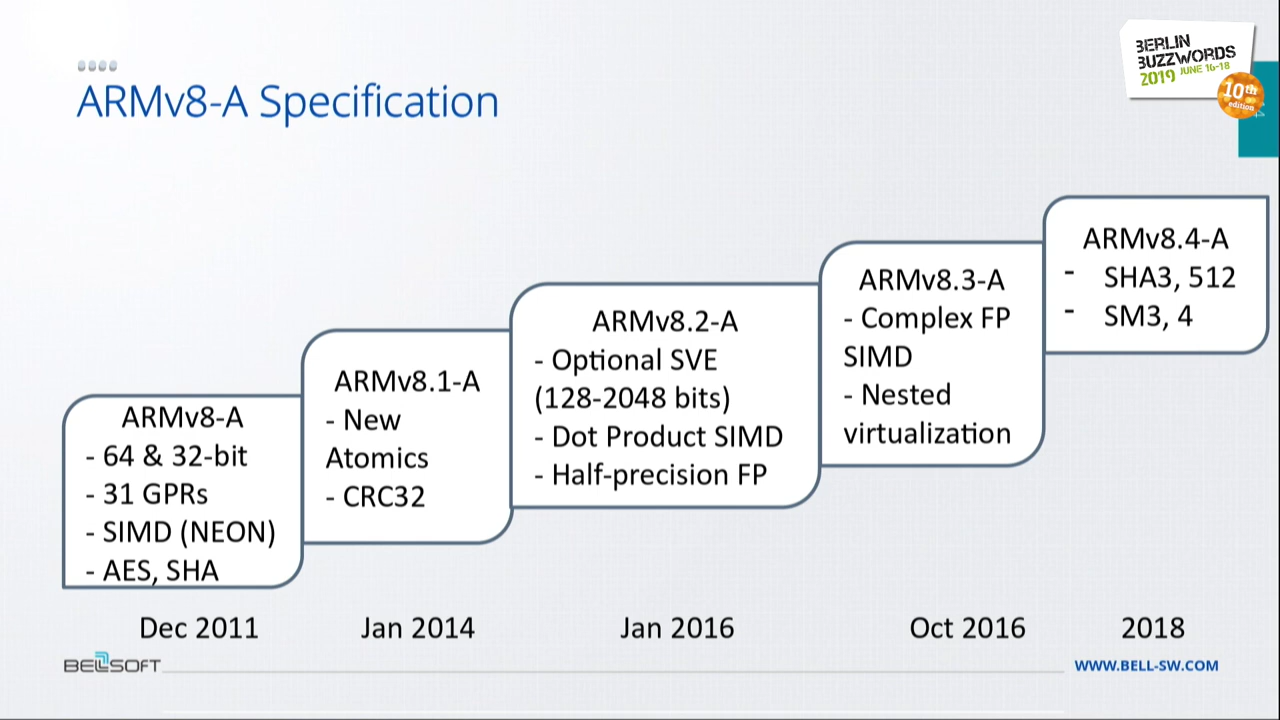 BERLIN
BUZZWORDS
2019 JUNE 16-18
10th
edition
ARMv8-A Specification
ARMv8-A
- 64 & 32-bit
- 31 GPRs
- SIMD (NEON)
- AES, SHA
ARMv8.1-A
- New
Atomics
- CRC32
ARMv8.2-A
- Optional SVE
(128-2048 bits)
- Dot Product SIMD
- Half-precision FP
ARMv8.3-A
- Complex FP
SIMD
- Nested
virtualization
ARMv8.4-A
- SHA3, 512
- SM3, 4
Dec 2011
Jan 2014
Jan 2016
Oct 2016
2018
BELLSOFT
WWW.BELL-SW.COM